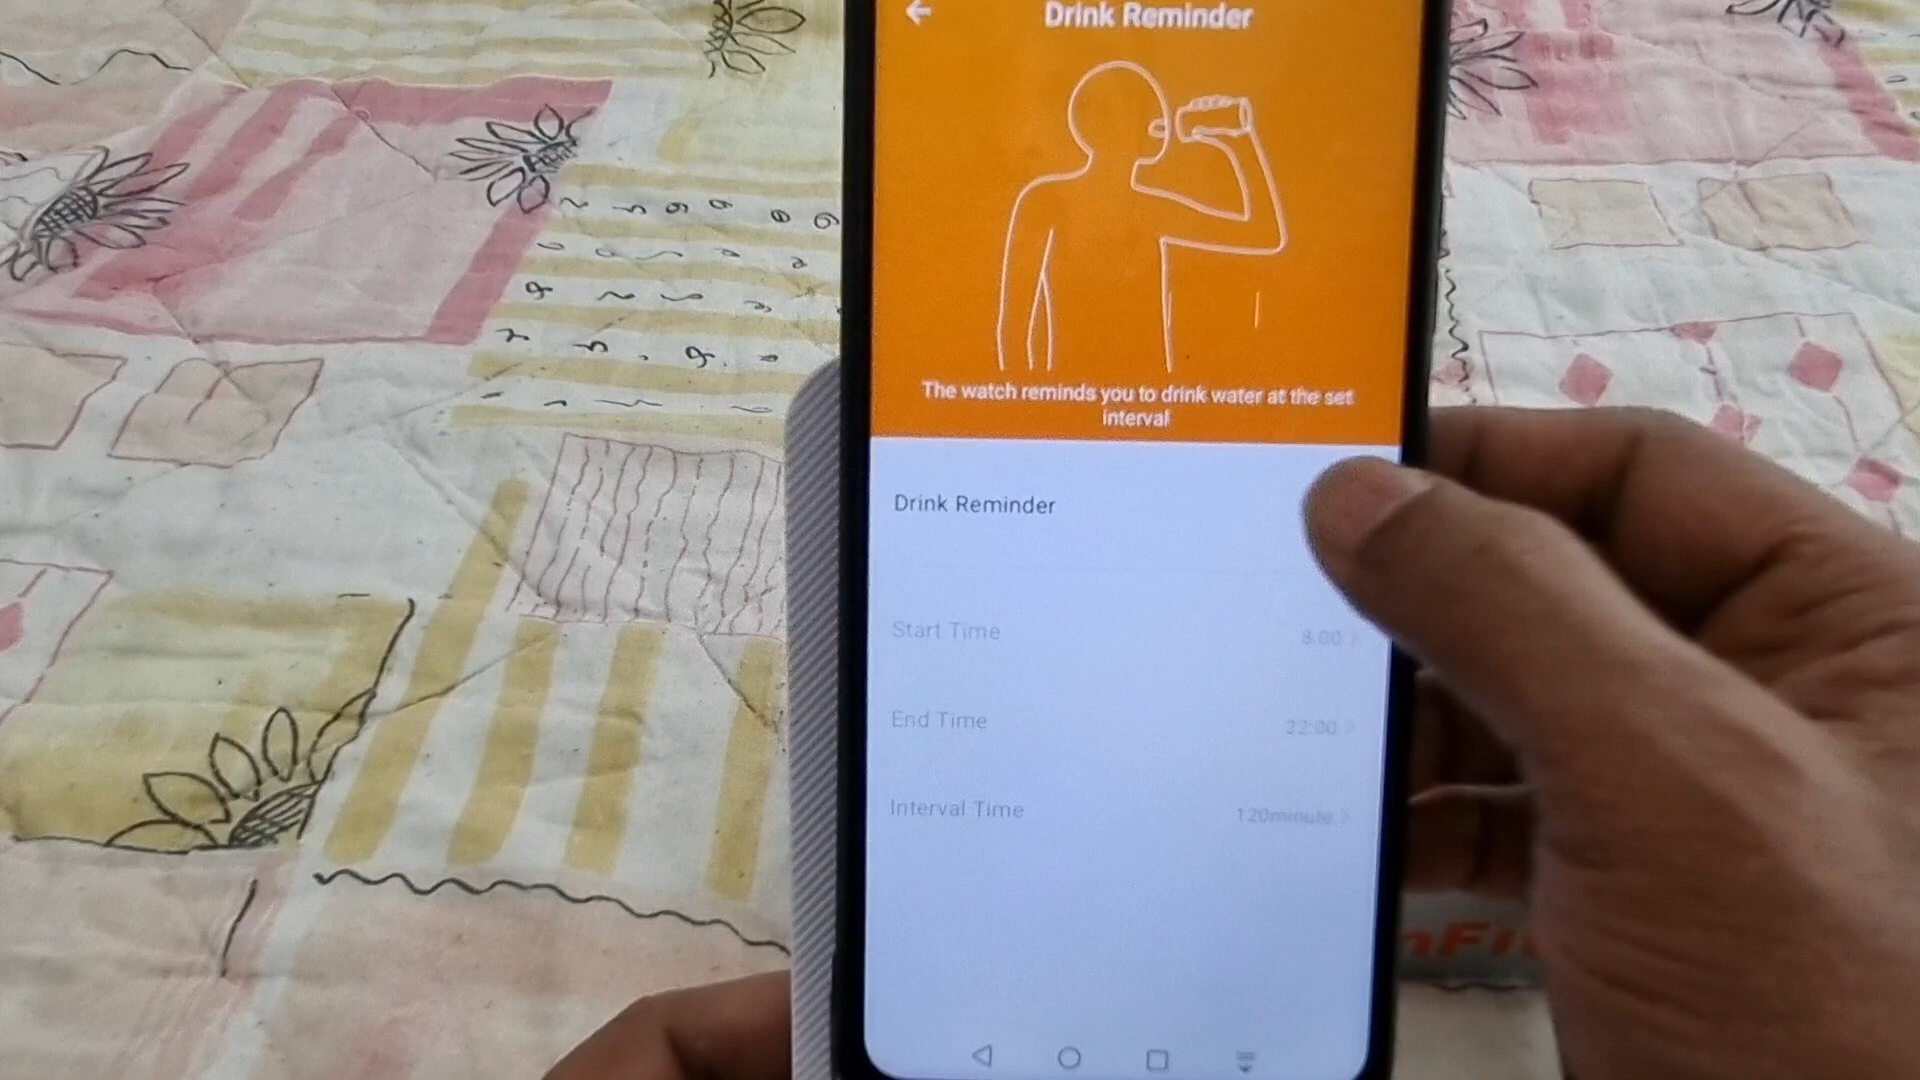 Drink Reminder
The watch reminds you to drink water at the set
interval
Drink Reminder
Start Time 8:00
End Time 22:00
Interval Time 120minute